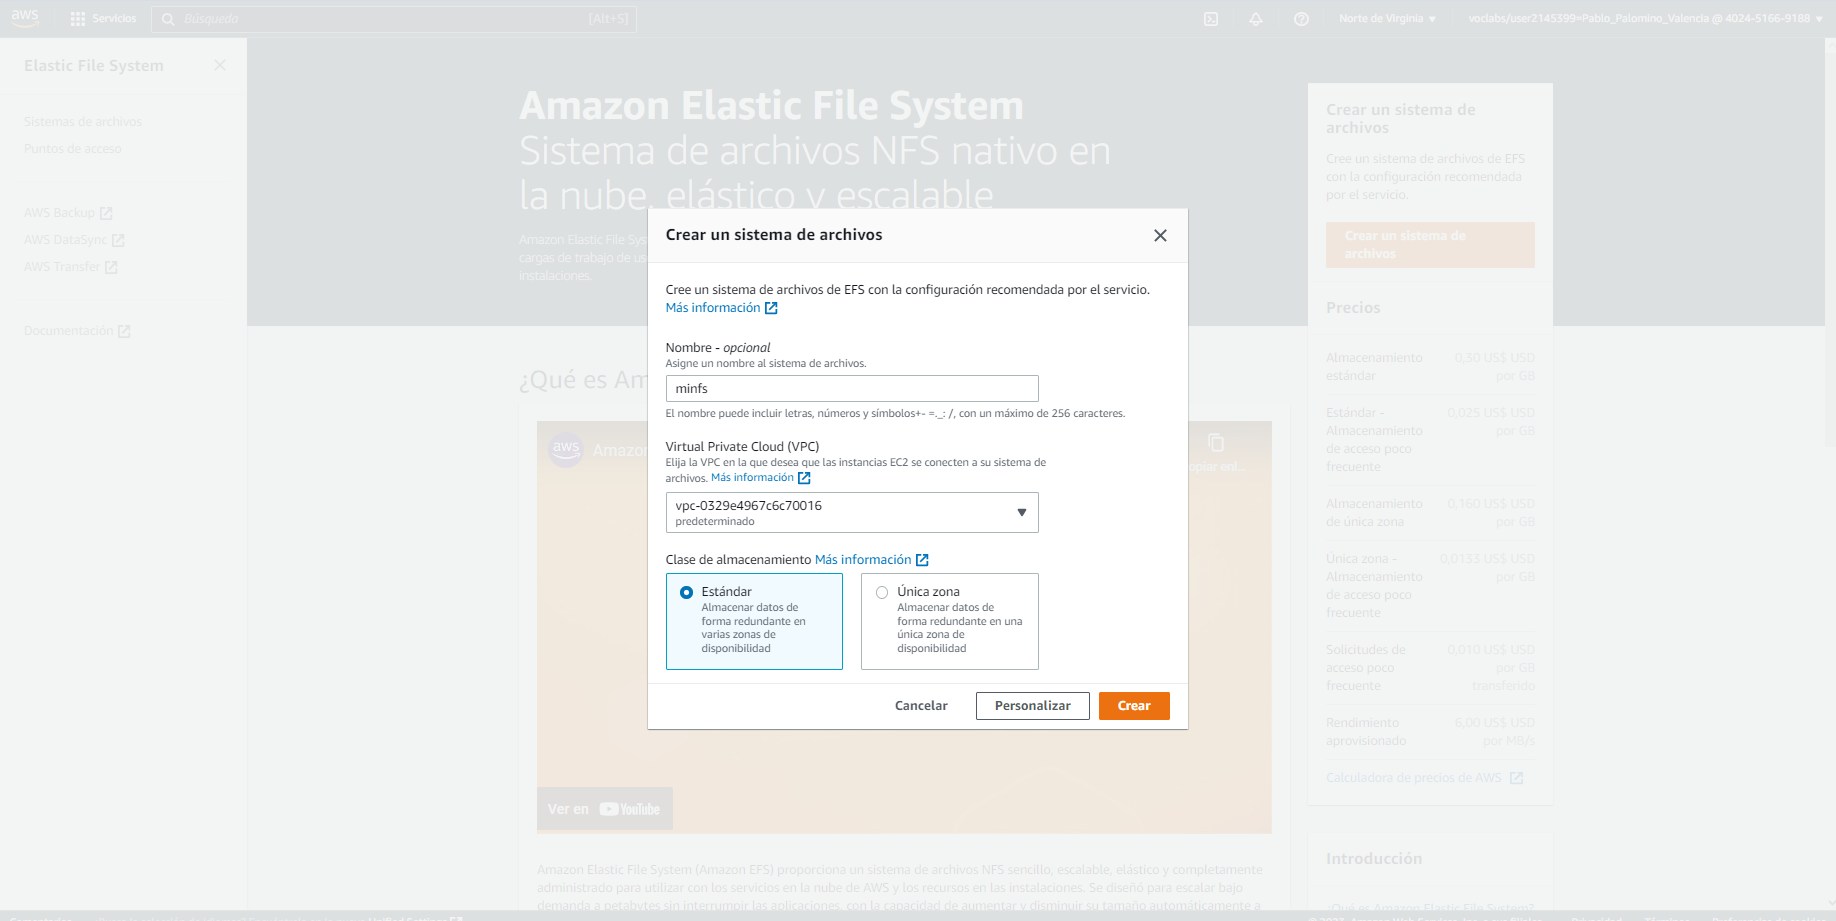 aws
Servicios
Búsqueda
[Alt+S]
Norte de Virginia
voclabs/user2145399=Pablo_Palomino_Valencia @ 4024-5166-9188
Elastic File System
Sistemas de archivos
Puntos de acceso
AWS Backup
AWS DataSync
AWS Transfer
Documentación
Amazon Elastic File System
Sistema de archivos NFS nativo en
la nube, elástico y escalable
Amazon Elastic File Sys
cargas de trabajo de us
instalaciones.
Crear un sistema de archivos
Cree un sistema de archivos de EFS con la configuración recomendada por el servicio.
Más información
Nombre - opcional
Asigne un nombre al sistema de archivos.
minfs
El nombre puede incluir letras, números y símbolos+- =._: /, con un máximo de 256 caracteres.
Virtual Private Cloud (VPC)
Elija la VPC en la que desea que las instancias EC2 se conecten a su sistema de
archivos. Más información
vpc-0329e4967c6c70016
predeterminado
Clase de almacenamiento Más información
Estándar
Almacenar datos de
forma redundante en
varias zonas de
disponibilidad
Única zona
Almacenar datos de
forma redundante en una
única zona de
disponibilidad
Cancelar
Personalizar
Crear
¿Qué es Am
aws
Amazon
opiar enl...
Ver en YouTube
Amazon Elastic File System (Amazon EFS) proporciona un sistema de archivos NFS sencillo, escalable, elástico y completamente
administrado para utilizar con los servicios en la nube de AWS y los recursos en las instalaciones. Se diseñó para escalar bajo
demanda a petabytes sin interrumpir las aplicaciones, con la capacidad de aumentar y disminuir su tamaño automáticamente a
Crear un sistema de
archivos
Cree un sistema de archivos de EFS
con la configuración recomendada
por el servicio.
Crear un sistema de
archivos
Precios
Almacenamiento 0,30 US$ USD
estándar por GB
Estándar - 0,025 US$ USD
Almacenamiento por GB
de acceso poco
frecuente
Almacenamiento 0,160 US$ USD
de única zona por GB
Única zona - 0,0133 US$ USD
Almacenamiento por GB
de acceso poco
frecuente
Solicitudes de 0,010 US$ USD
acceso poco por GB
frecuente transferido
Rendimiento 6,00 US$ USD
aprovisionado por MB/s
Calculadora de precios de AWS
Introducción
¿Qué es Amazon Elastic File System?